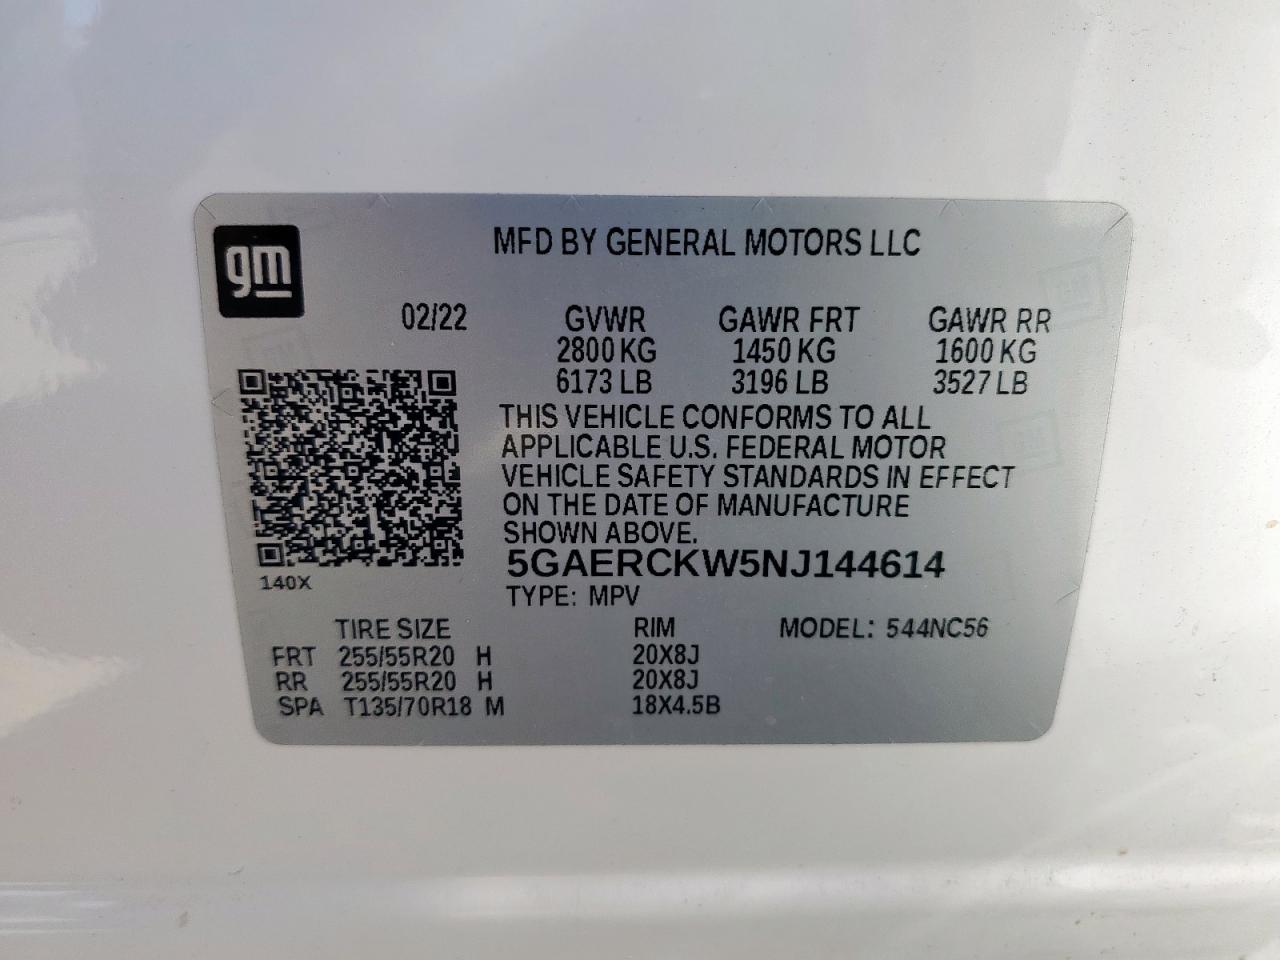 gm
MFD BY GENERAL MOTORS LLC
02/22 GVWR GAWR FRT GAWR RR
2800 KG 1450 KG 1600 KG
6173 LB 3196 LB 3527 LB
THIS VEHICLE CONFORMS TO ALL
APPLICABLE U.S. FEDERAL MOTOR
VEHICLE SAFETY STANDARDS IN EFFECT
ON THE DATE OF MANUFACTURE
SHOWN ABOVE.
5GAERCKW5NJ144614
140X
TYPE: MPV
TIRE SIZE RIM MODEL: 544NC56
FRT 255/55R20 H 20X8J
RR 255/55R20 H 20X8J
SPA T135/70R18 M 18X4.5B